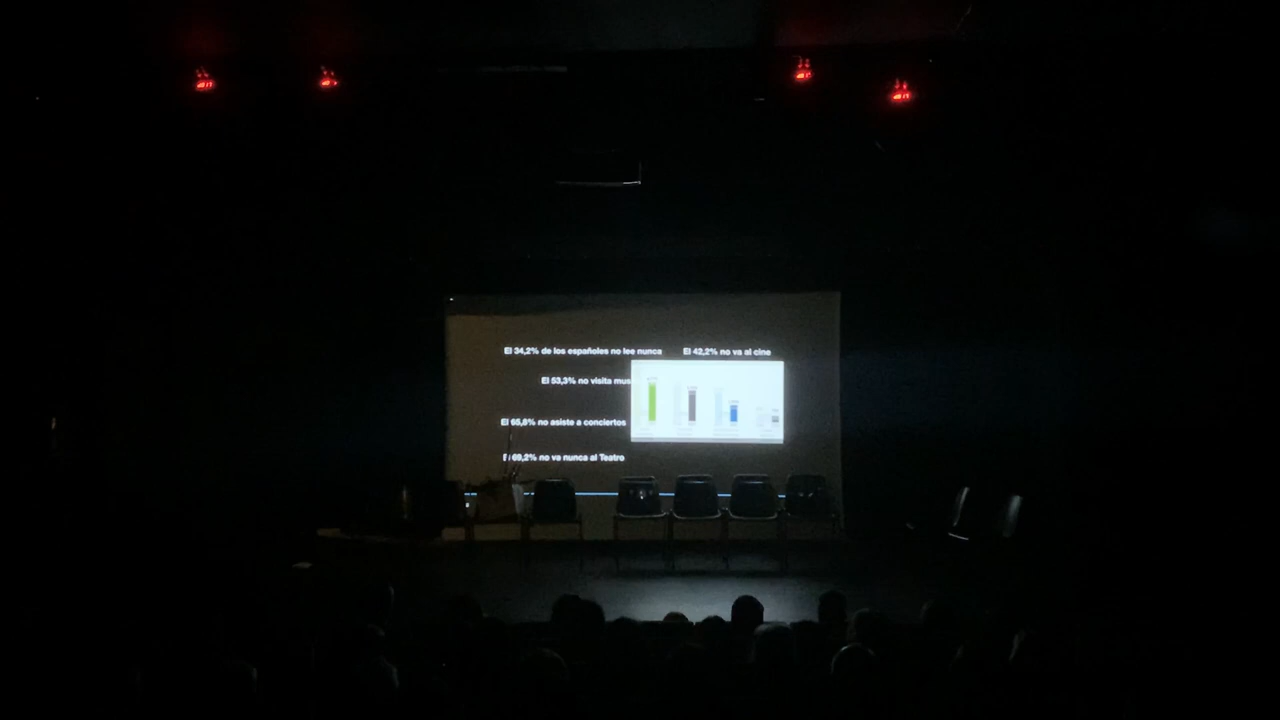 El 34,2% de los españoles no lee nunca
El 42,2% no va al cine
El 53,3% no visita mus
El 65,8% no asiste a conciertos
El 69,2% no va nunca al Teatro